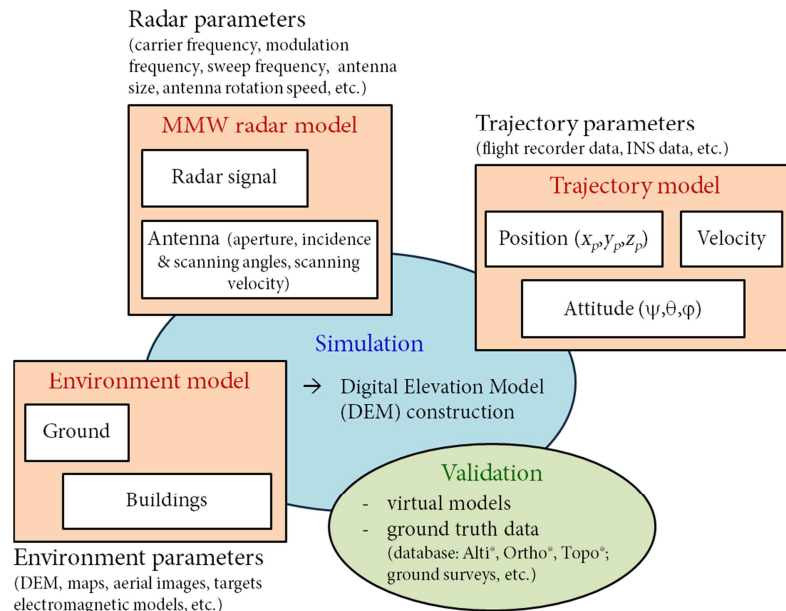 Radar parameters
(carrier frequency, modulation
frequency, sweep frequency, antenna
size, antenna rotation speed, etc.)
MMW radar model
Radar signal
Antenna (aperture, incidence
& scanning angles, scanning
velocity)
Trajectory parameters
(flight recorder data, INS data, etc.)
Trajectory model
Position (xₚ,yₚ,zₚ)
Velocity
Attitude (ψ,θ,φ)
Simulation
→ Digital Elevation Model
(DEM) construction
Environment model
Ground
Buildings
Environment parameters
(DEM, maps, aerial images, targets
electromagnetic models, etc.)
Validation
- virtual models
- ground truth data
(database: Alti®, Ortho®, Topo®;
ground surveys, etc.)